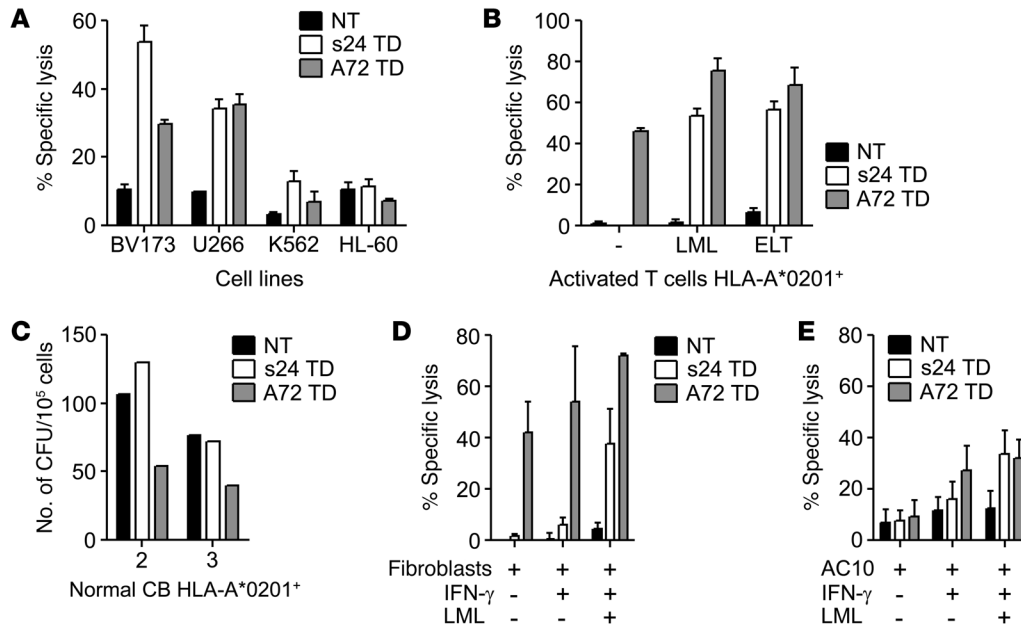 A
% Specific lysis
60
40
20
0
NT
s24 TD
A72 TD
BV173 U266 K562 HL-60
Cell lines
B
% Specific lysis
100
80
60
40
20
0
NT
s24 TD
A72 TD
- LML ELT
Activated T cells HLA-A*0201⁺
C
No. of CFU/10⁵ cells
150
100
50
0
NT
s24 TD
A72 TD
2 3
Normal CB HLA-A*0201⁺
D
% Specific lysis
80
60
40
20
0
NT
s24 TD
A72 TD
Fibroblasts + + +
IFN-γ - + +
LML - - +
E
% Specific lysis
80
60
40
20
0
NT
s24 TD
A72 TD
AC10 + + +
IFN-γ - + +
LML - - +